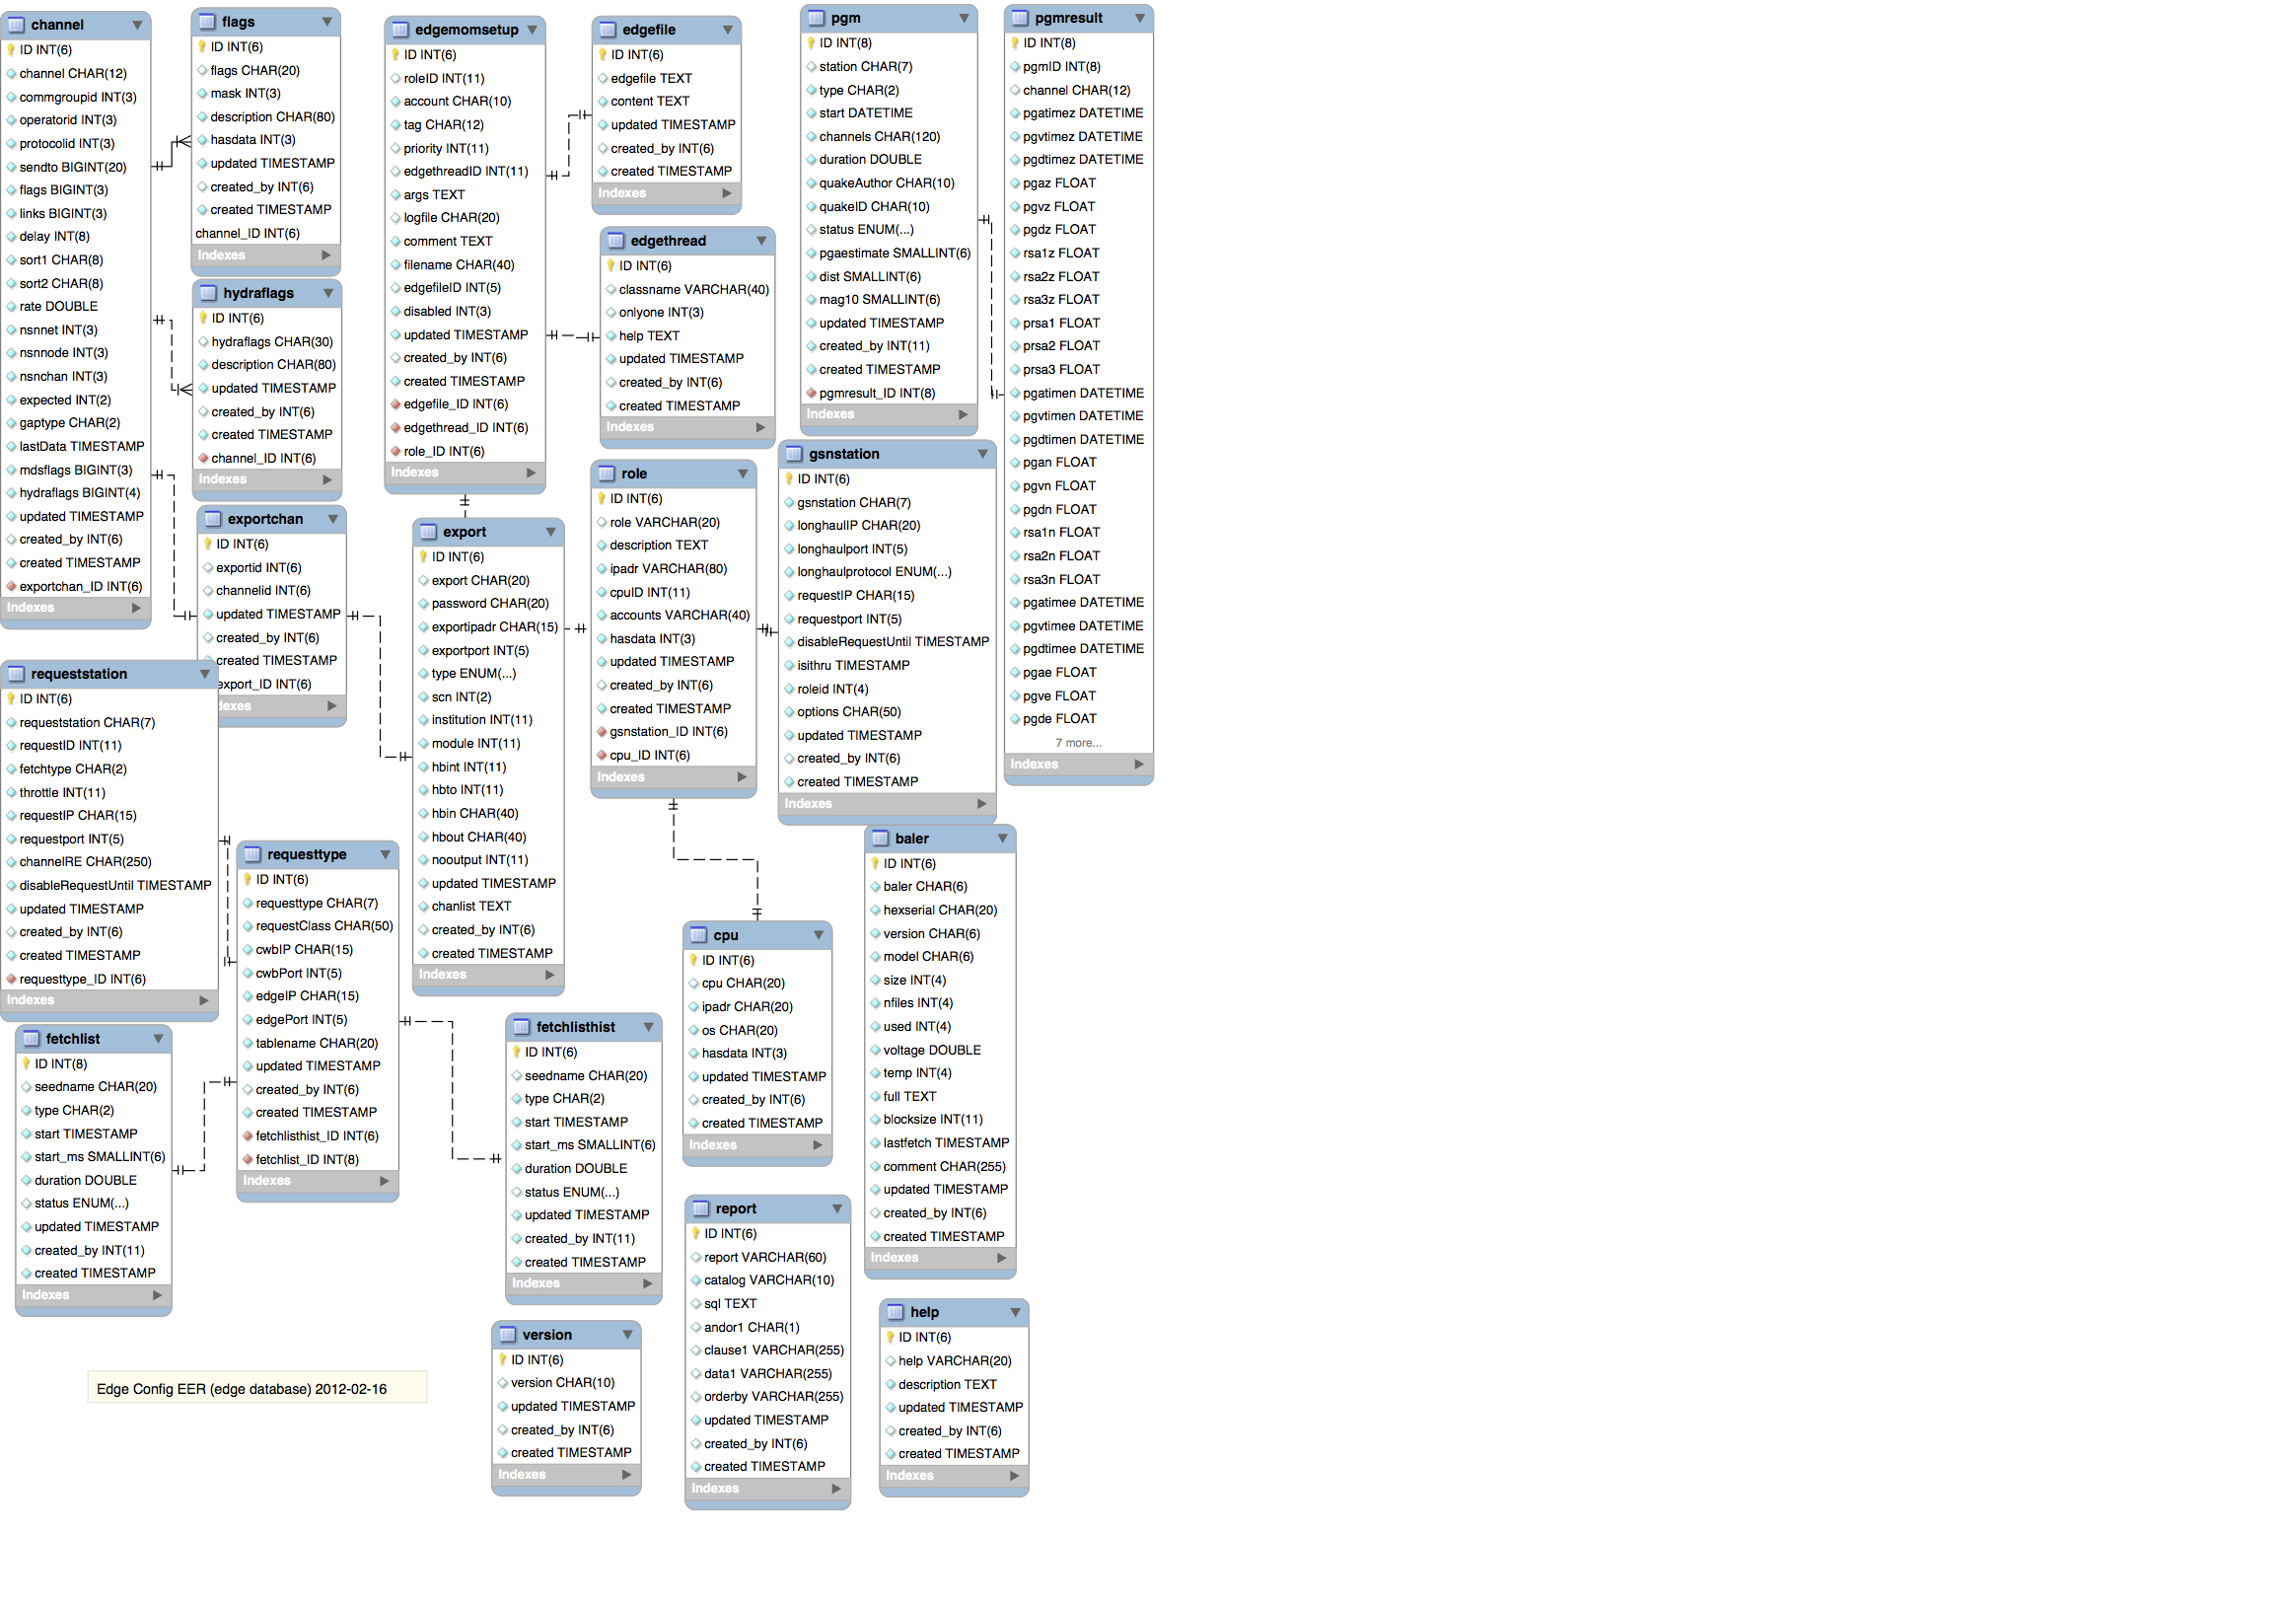 channel
ID INT(6)
channel CHAR(12)
commgroupid INT(3)
operatorid INT(3)
protocolid INT(3)
sendto BIGINT(20)
flags BIGINT(3)
links BIGINT(3)
delay INT(8)
sort1 CHAR(8)
sort2 CHAR(8)
rate DOUBLE
nsnnet INT(3)
nsnnode INT(3)
nsnchan INT(3)
expected INT(2)
gaptype CHAR(2)
lastData TIMESTAMP
mdsflags BIGINT(3)
hydraflags BIGINT(4)
updated TIMESTAMP
created_by INT(6)
created TIMESTAMP
exportchan_ID INT(6)
Indexes
flags
ID INT(6)
flags CHAR(20)
mask INT(3)
description CHAR(80)
hasdata INT(3)
updated TIMESTAMP
created_by INT(6)
created TIMESTAMP
channel_ID INT(6)
Indexes
hydraflags
ID INT(6)
hydraflags CHAR(30)
description CHAR(80)
updated TIMESTAMP
created_by INT(6)
created TIMESTAMP
channel_ID INT(6)
Indexes
exportchan
ID INT(6)
exportid INT(6)
channelid INT(6)
updated TIMESTAMP
created_by INT(6)
created TIMESTAMP
export_ID INT(6)
dexes
requeststation
ID INT(6)
requeststation CHAR(7)
requestID INT(11)
fetchtype CHAR(2)
throttle INT(11)
requestIP CHAR(15)
requestport INT(5)
channelRE CHAR(250)
disableRequestUntil TIMESTAMP
updated TIMESTAMP
created_by INT(6)
created TIMESTAMP
requesttype_ID INT(6)
Indexes
requesttype
ID INT(6)
requesttype CHAR(7)
requestClass CHAR(50)
cwbIP CHAR(15)
cwbPort INT(5)
edgeIP CHAR(15)
edgePort INT(5)
tablename CHAR(20)
updated TIMESTAMP
created_by INT(6)
created TIMESTAMP
fetchlisthist_ID INT(6)
fetchlist_ID INT(8)
Indexes
fetchlist
ID INT(8)
seedname CHAR(20)
type CHAR(2)
start TIMESTAMP
start_ms SMALLINT(6)
duration DOUBLE
status ENUM(...)
updated TIMESTAMP
created_by INT(11)
created TIMESTAMP
Indexes
Edge Config EER (edge database) 2012-02-16
edgemomsetup
ID INT(6)
roleID INT(11)
account CHAR(10)
tag CHAR(12)
priority INT(11)
edgethreadID INT(11)
args TEXT
logfile CHAR(20)
comment TEXT
filename CHAR(40)
edgefileID INT(5)
disabled INT(3)
updated TIMESTAMP
created_by INT(6)
created TIMESTAMP
edgefile_ID INT(6)
edgethread_ID INT(6)
role_ID INT(6)
Indexes
export
ID INT(6)
export CHAR(20)
password CHAR(20)
exportipadr CHAR(15)
exportport INT(5)
type ENUM(...)
scn INT(2)
institution INT(11)
module INT(11)
hbint INT(11)
hbto INT(11)
hbin CHAR(40)
hbout CHAR(40)
nooutput INT(11)
updated TIMESTAMP
chanlist TEXT
created_by INT(6)
created TIMESTAMP
Indexes
edgefile
ID INT(6)
edgefile TEXT
content TEXT
updated TIMESTAMP
created_by INT(6)
created TIMESTAMP
Indexes
edgethread
ID INT(6)
classname VARCHAR(40)
onlyone INT(3)
help TEXT
updated TIMESTAMP
created_by INT(6)
created TIMESTAMP
Indexes
role
ID INT(6)
role VARCHAR(20)
description TEXT
ipadr VARCHAR(80)
cpuID INT(11)
accounts VARCHAR(40)
hasdata INT(3)
updated TIMESTAMP
created_by INT(6)
created TIMESTAMP
gsnstation_ID INT(6)
cpu_ID INT(6)
Indexes
fetchlisthist
ID INT(6)
seedname CHAR(20)
type CHAR(2)
start TIMESTAMP
start_ms SMALLINT(6)
duration DOUBLE
status ENUM(...)
updated TIMESTAMP
created_by INT(11)
created TIMESTAMP
Indexes
version
ID INT(6)
version CHAR(10)
updated TIMESTAMP
created_by INT(6)
created TIMESTAMP
Indexes
cpu
ID INT(6)
cpu CHAR(20)
ipadr CHAR(20)
os CHAR(20)
hasdata INT(3)
updated TIMESTAMP
created_by INT(6)
created TIMESTAMP
Indexes
report
ID INT(6)
report VARCHAR(60)
catalog VARCHAR(10)
sql TEXT
andor1 CHAR(1)
clause1 VARCHAR(255)
data1 VARCHAR(255)
orderby VARCHAR(255)
updated TIMESTAMP
created_by INT(6)
created TIMESTAMP
Indexes
pgm
ID INT(8)
station CHAR(7)
type CHAR(2)
start DATETIME
channels CHAR(120)
duration DOUBLE
quakeAuthor CHAR(10)
quakeID CHAR(10)
status ENUM(...)
pgaestimate SMALLINT(6)
dist SMALLINT(6)
mag10 SMALLINT(6)
updated TIMESTAMP
created_by INT(11)
created TIMESTAMP
pgmresult_ID INT(8)
Indexes
gsnstation
ID INT(6)
gsnstation CHAR(7)
longhaulIP CHAR(20)
longhaulport INT(5)
longhaulprotocol ENUM(...)
requestIP CHAR(15)
requestport INT(5)
disableRequestUntil TIMESTAMP
isithru TIMESTAMP
roleid INT(4)
options CHAR(50)
updated TIMESTAMP
created_by INT(6)
created TIMESTAMP
Indexes
pgmresult
ID INT(8)
pgmID INT(8)
channel CHAR(12)
pgatimez DATETIME
pgvtimez DATETIME
pgdtimez DATETIME
pgaz FLOAT
pgvz FLOAT
pgdz FLOAT
rsa1z FLOAT
rsa2z FLOAT
rsa3z FLOAT
prsa1 FLOAT
prsa2 FLOAT
prsa3 FLOAT
pgatimen DATETIME
pgvtimen DATETIME
pgdtimen DATETIME
pgan FLOAT
pgvn FLOAT
pgdn FLOAT
rsa1n FLOAT
rsa2n FLOAT
rsa3n FLOAT
pgatimee DATETIME
pgvtimee DATETIME
pgdtimee DATETIME
pgae FLOAT
pgve FLOAT
pgde FLOAT
7 more...
Indexes
baler
ID INT(6)
baler CHAR(6)
hexserial CHAR(20)
version CHAR(6)
model CHAR(6)
size INT(4)
nfiles INT(4)
used INT(4)
voltage DOUBLE
temp INT(4)
full TEXT
blocksize INT(11)
lastfetch TIMESTAMP
comment CHAR(255)
updated TIMESTAMP
created_by INT(6)
created TIMESTAMP
Indexes
help
ID INT(6)
help VARCHAR(20)
description TEXT
updated TIMESTAMP
created_by INT(6)
created TIMESTAMP
Indexes